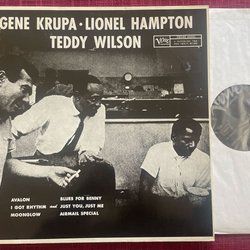 GENE KRUPA · LIONEL HAMPTON
TEDDY WILSON
Verve
AVALON
I GOT RHYTHM and
MOONGLOW
BLUES FOR BENNY
JUST YOU, JUST ME
AIRMAIL SPECIAL